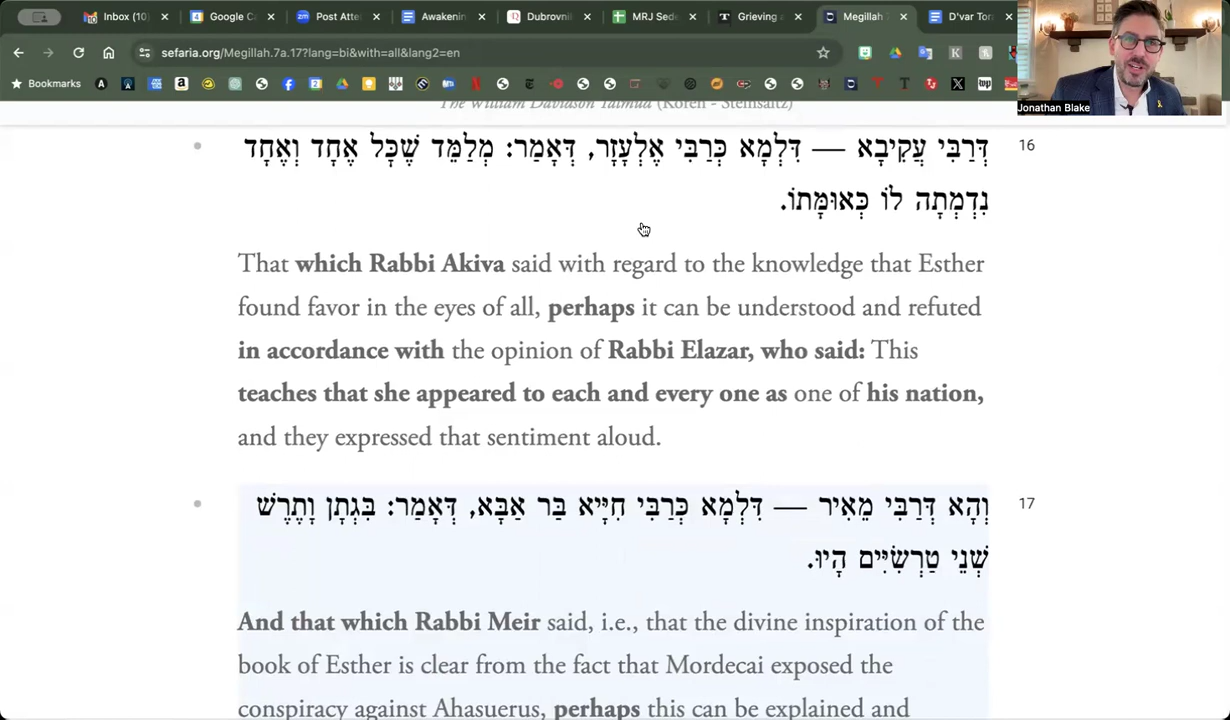 Inbox (10)
Google Ca
Post Atte
Awakenin
Dubrovnil
MRJ Sede
Grieving a
Megillah 7
D'var Tora
sefaria.org/Megillah.7a.17?lang=bi&with=all&lang2=en
Bookmarks
Jonathan Blake
The William Davidson Talmud (Koren - Steinsaltz)
דְּרַבִּי עֲקִיבָא — דִּלְמָא כְּרַבִּי אֶלְעָזָר, דְּאָמַר: מְלַמֵּד שֶׁכׇּל אֶחָד וְאֶחָד
16
נִדְמְתָה לוֹ כְּאוּמָּתוֹ.
That which Rabbi Akiva said with regard to the knowledge that Esther
found favor in the eyes of all, perhaps it can be understood and refuted
in accordance with the opinion of Rabbi Elazar, who said: This
teaches that she appeared to each and every one as one of his nation,
and they expressed that sentiment aloud.
וְהָא דְּרַבִּי מֵאִיר — דִּלְמָא כְּרַבִּי חִיָּיא בַּר אַבָּא, דְּאָמַר: בִּגְתָן וָתֶרֶשׁ
17
שְׁנֵי טַרְשִׂיִּים הָיוּ.
And that which Rabbi Meir said, i.e., that the divine inspiration of the
book of Esther is clear from the fact that Mordecai exposed the
conspiracy against Ahasuerus, perhaps this can be explained and